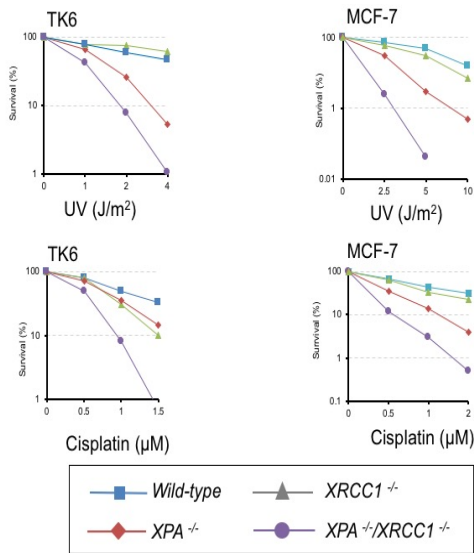 TK6
Survival (%)
100
10
1
0
1
2
4
UV (J/m²)
MCF-7
Survival (%)
100
1
0.01
0
2.5
5
10
UV (J/m²)
TK6
Survival (%)
100
10
1
0
0.5
1
1.5
Cisplatin (µM)
MCF-7
Survival (%)
100
10
1
0.1
0
0.5
1
2
Cisplatin (µM)
Wild-type
XRCC1 -/-
XPA -/-
XPA -/-/XRCC1 -/-